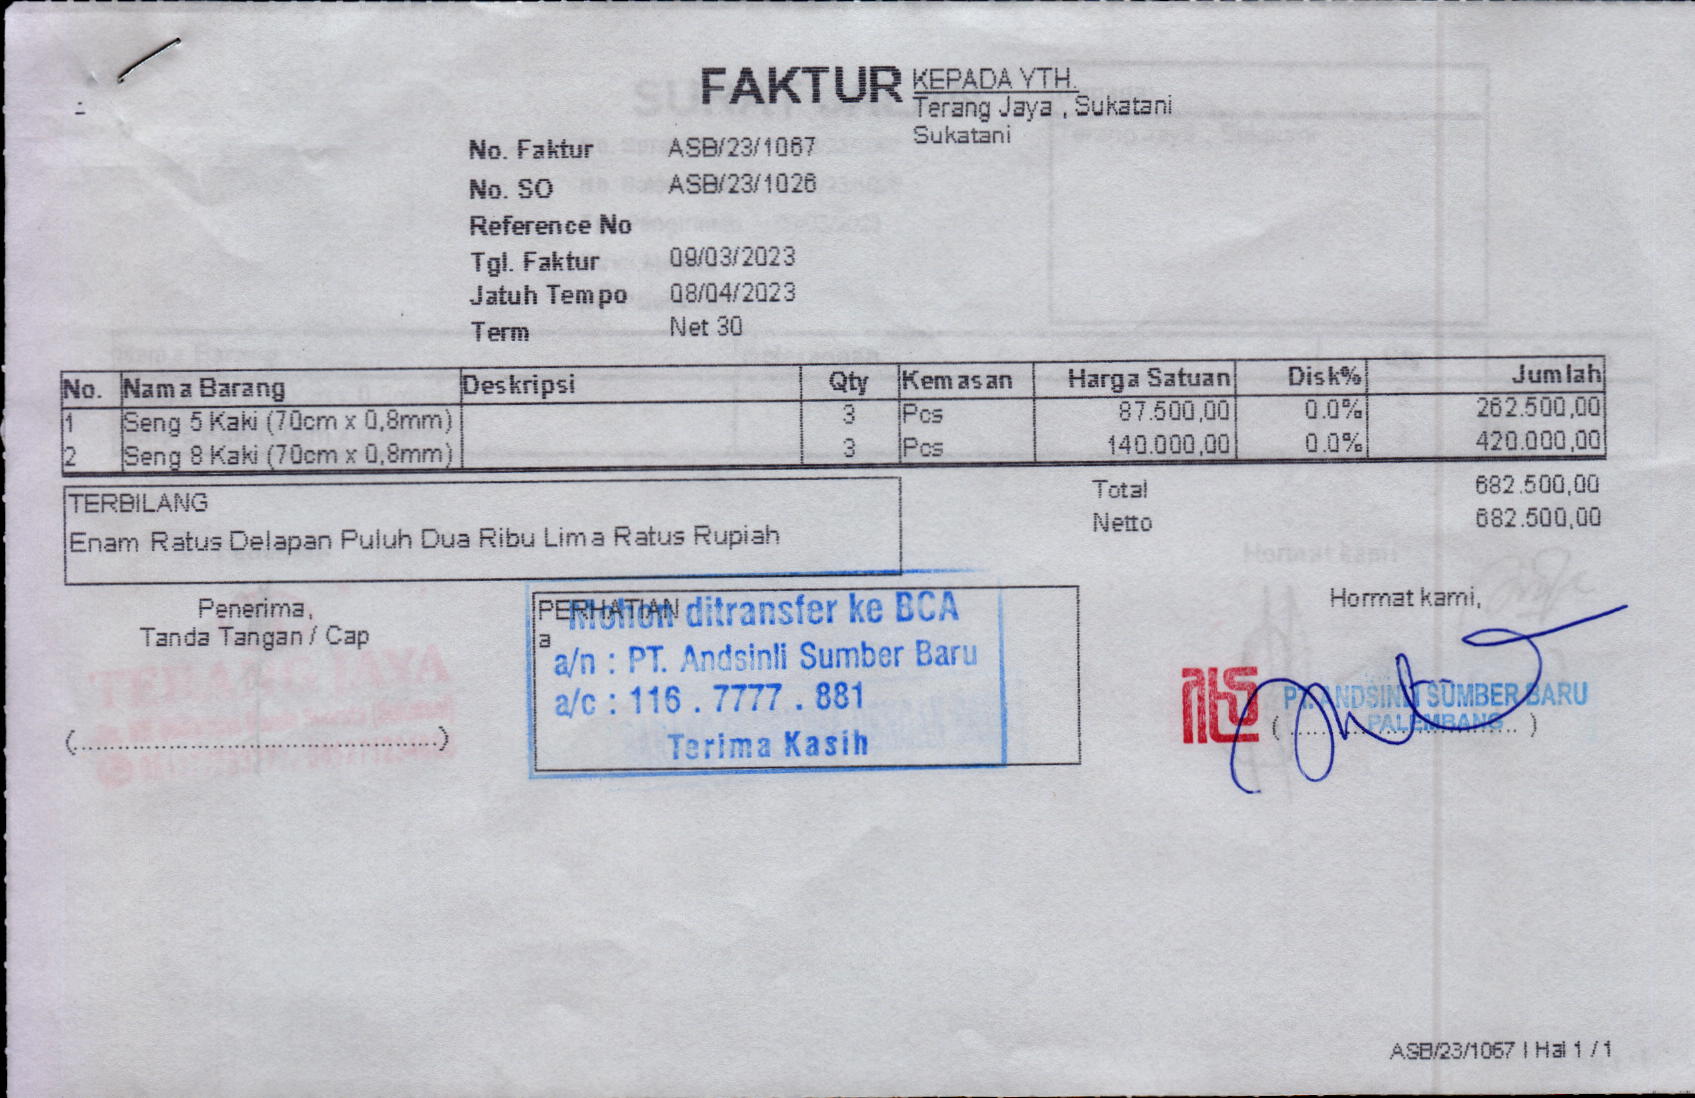 FAKTUR
KEPADA YTH.
Terang Jaya , Sukatani
Sukatani
No. Faktur ASB/23/1067
No. SO ASB/23/1026
Reference No
Tgl. Faktur 09/03/2023
Jatuh Tempo 08/04/2023
Term Net 30
No. Nama Barang Deskripsi Qty Kemasan Harga Satuan Disk% Jumlah
1 Seng 5 Kaki (70cm x 0,8mm) 3 Pcs 87.500,00 0.0% 262.500,00
2 Seng 8 Kaki (70cm x 0,8mm) 3 Pcs 140.000,00 0.0% 420.000,00
TERBILANG
Enam Ratus Delapan Puluh Dua Ribu Lima Ratus Rupiah
Total 682.500,00
Netto 682.500,00
Penerima,
Tanda Tangan / Cap
(..........................................)
PERHATIAN
a
Mohon ditransfer ke BCA
a/n : PT. Andsinli Sumber Baru
a/c : 116 . 7777 . 881
Terima Kasih
Hormat kami,
PT. ANDSINLI SUMBER BARU
PALEMBANG
(..............................)
ASB/23/1067 | Hal 1 / 1